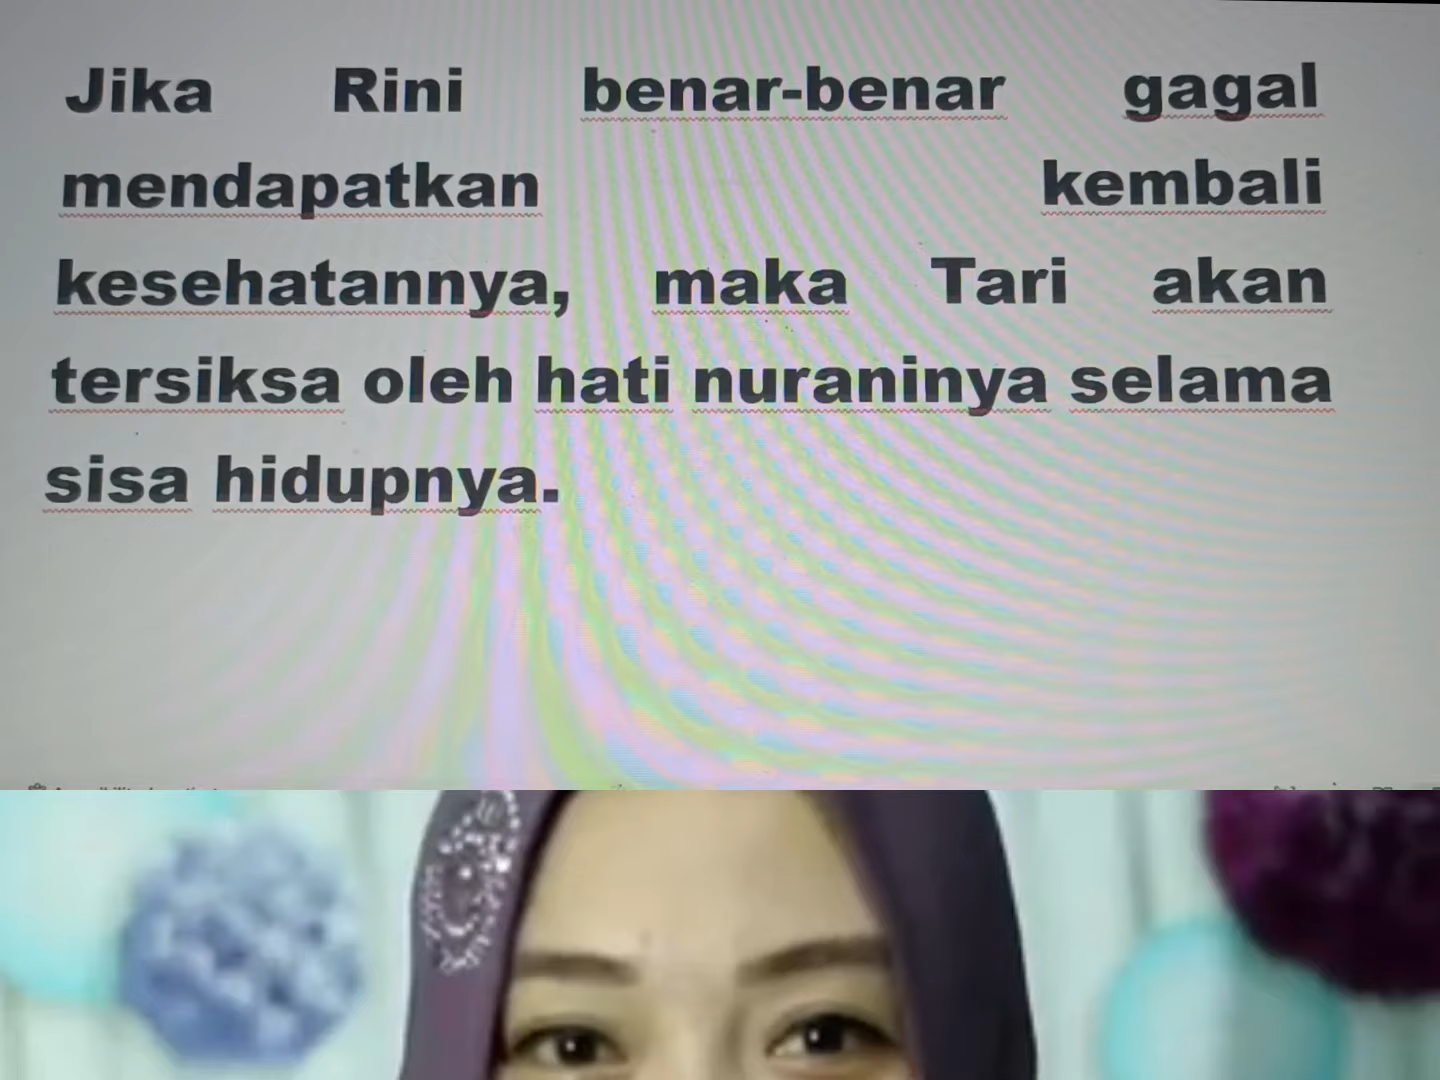 Jika Rini benar-benar gagal
mendapatkan kembali
kesehatannya, maka Tari akan
tersiksa oleh hati nuraninya selama
sisa hidupnya.